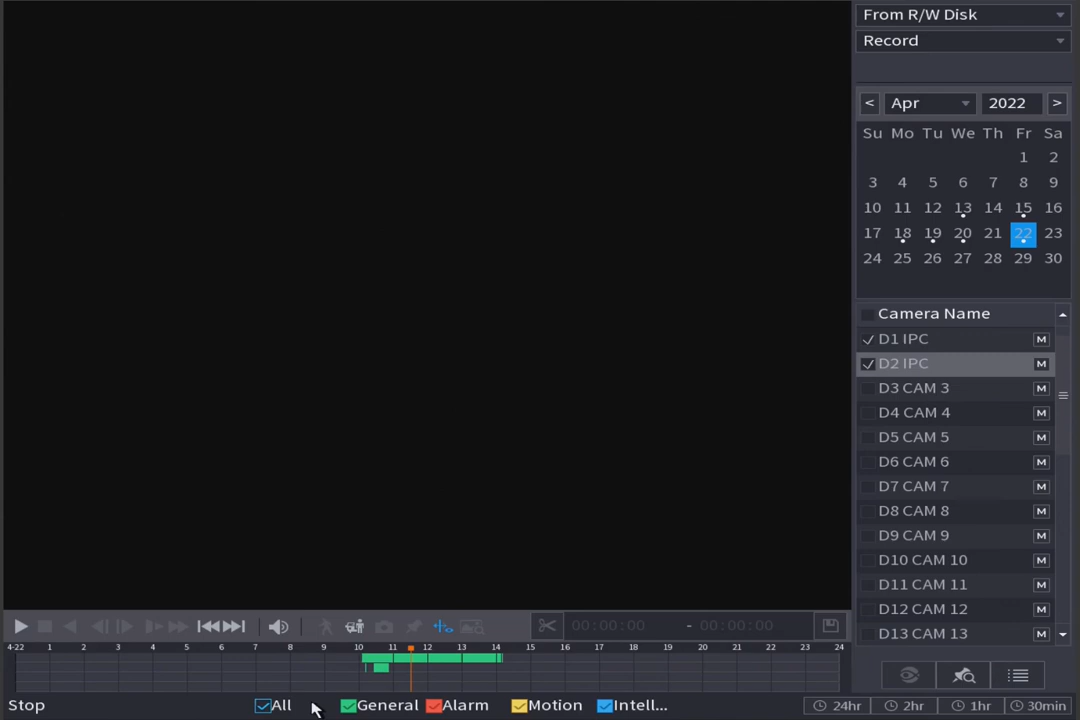 From R/W Disk
Record
< Apr 2022 >
Su Mo Tu We Th Fr Sa
1 2
3 4 5 6 7 8 9
10 11 12 13 14 15 16
17 18 19 20 21 22 23
24 25 26 27 28 29 30
Camera Name
D1 IPC M
D2 IPC M
D3 CAM 3 M
D4 CAM 4 M
D5 CAM 5 M
D6 CAM 6 M
D7 CAM 7 M
D8 CAM 8 M
D9 CAM 9 M
D10 CAM 10 M
D11 CAM 11 M
D12 CAM 12 M
D13 CAM 13 M
00:00:00 - 00:00:00
4-22 1 2 3 4 5 6 7 8 9 10 11 12 13 14 15 16 17 18 19 20 21 22 23 24
Stop All General Alarm Motion Intell... 24hr 2hr 1hr 30min